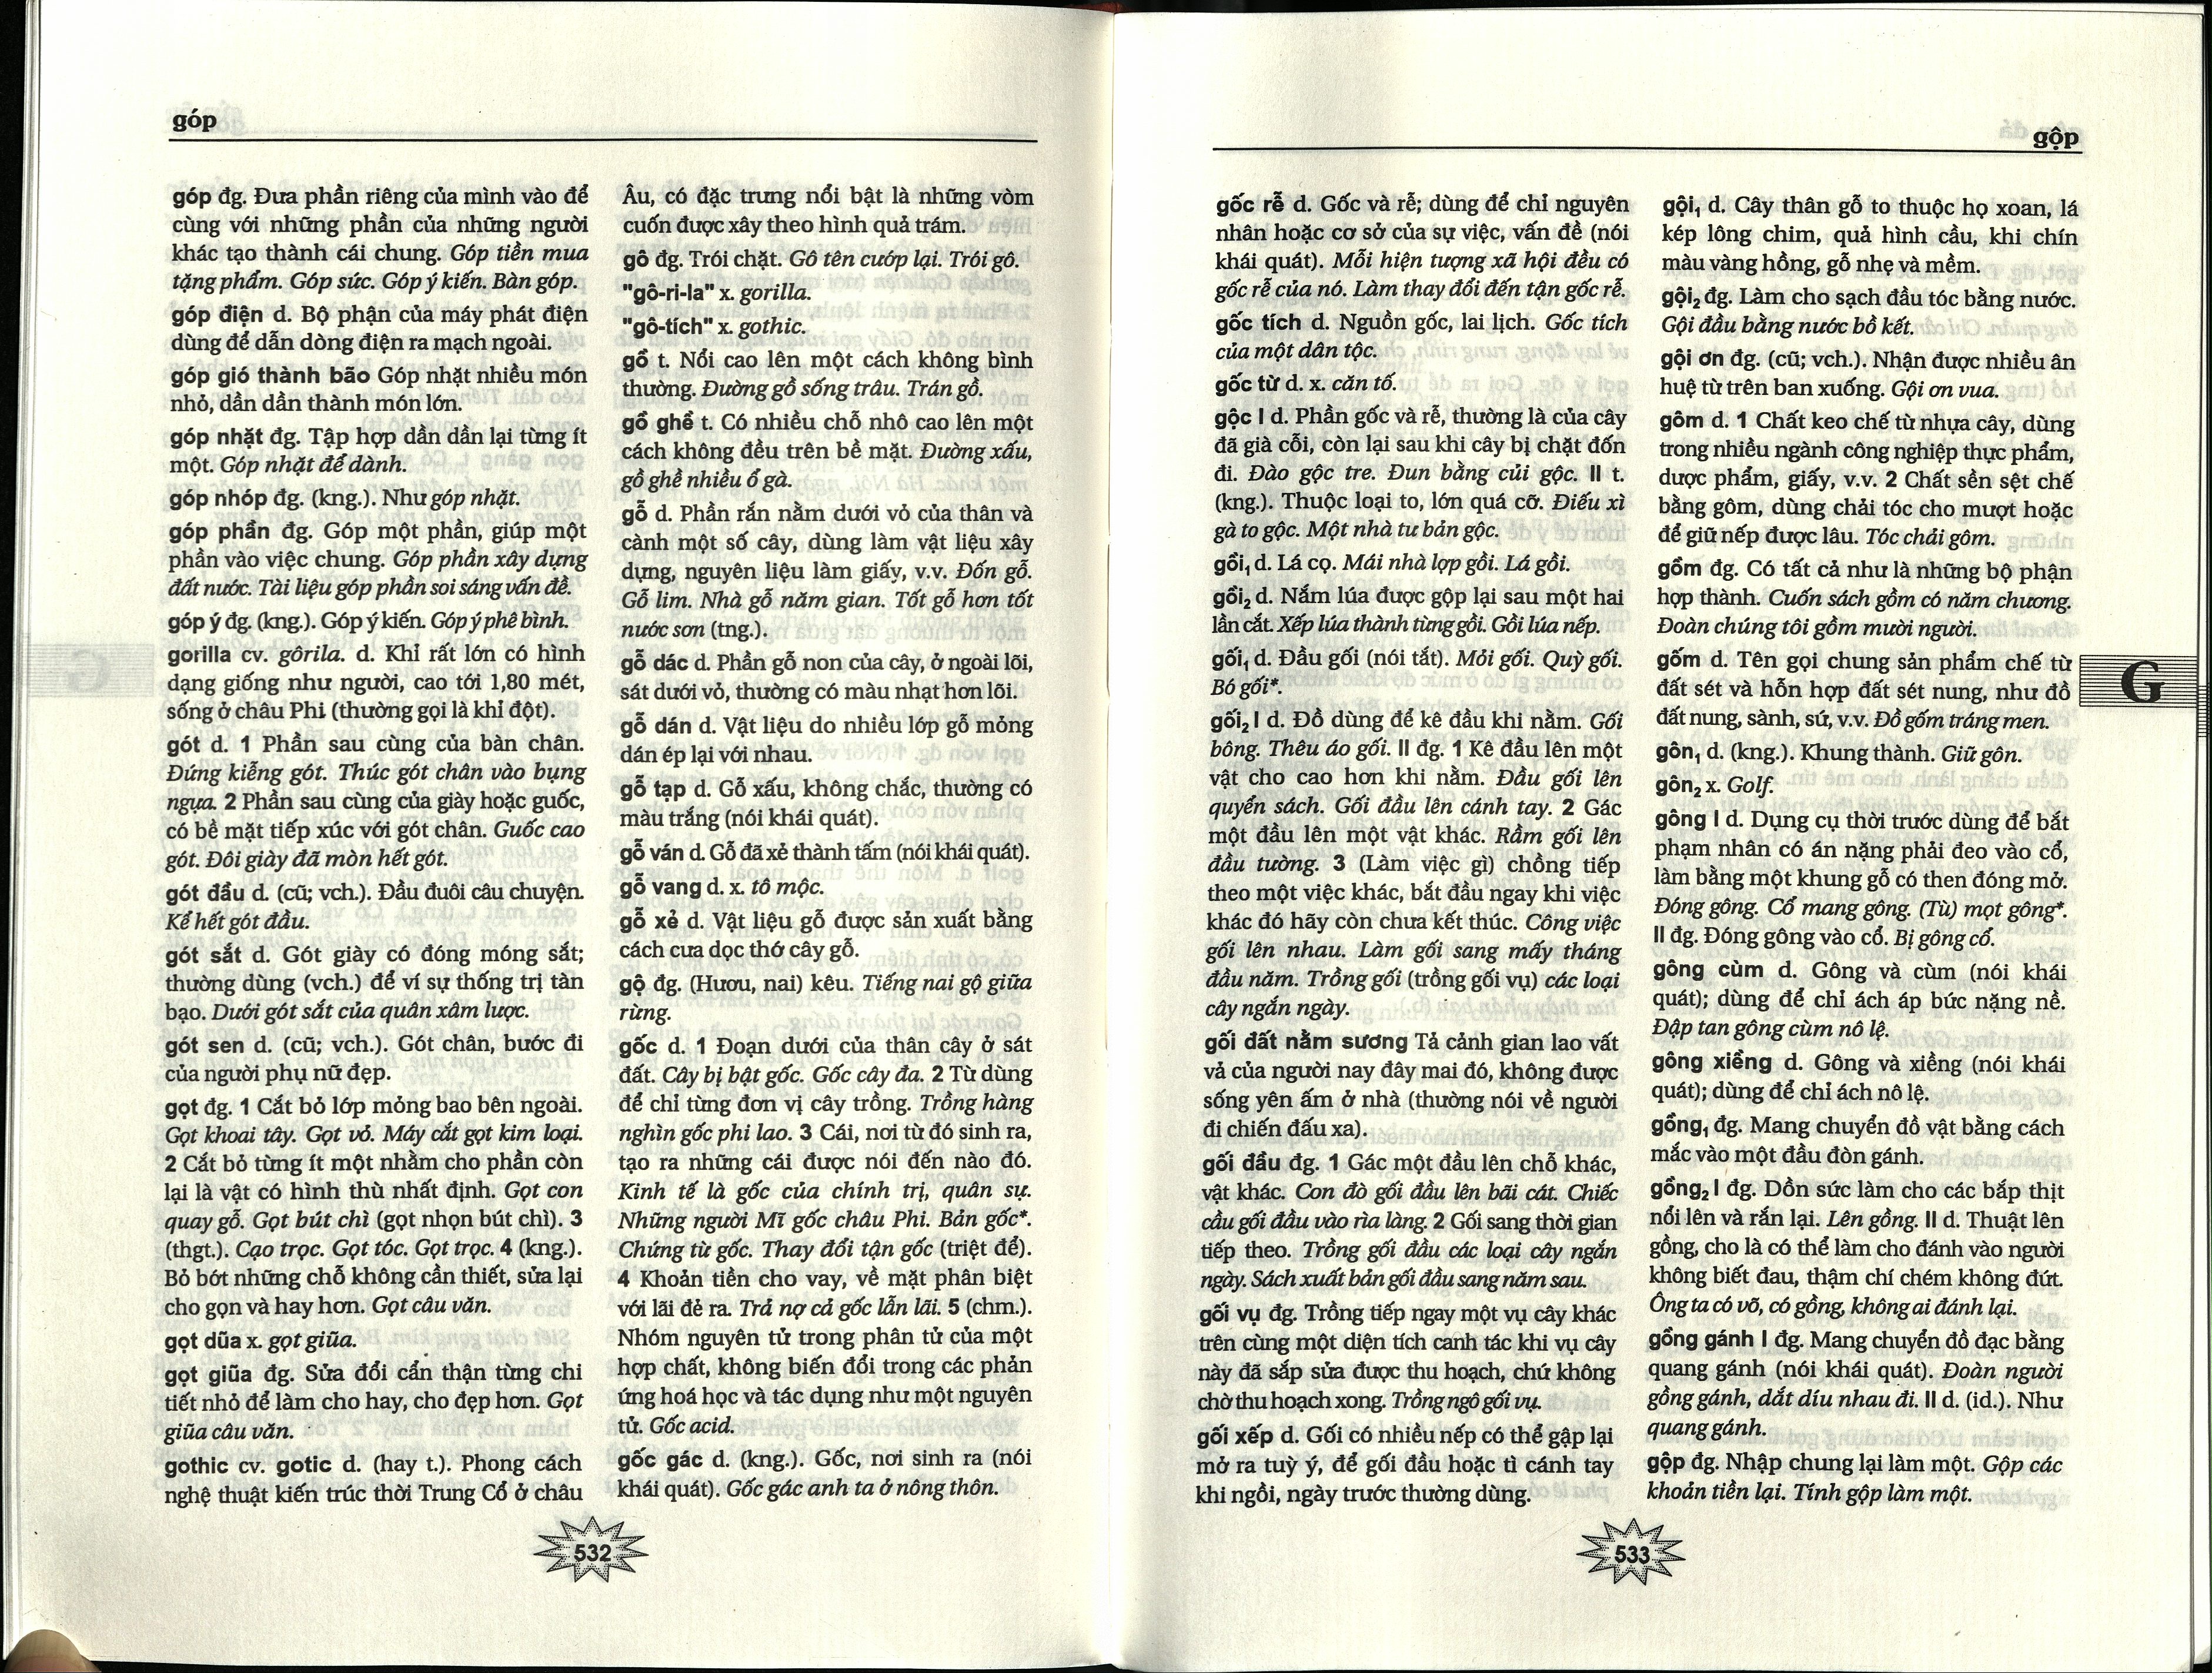 góp
góp đg. Đưa phần riêng của mình vào để
cùng với những phần của những người
khác tạo thành cái chung. Góp tiền mua
tặng phẩm. Góp sức. Góp ý kiến. Bàn góp.
góp điện d. Bộ phận của máy phát điện
dùng để dẫn dòng điện ra mạch ngoài.
góp gió thành bão Góp nhặt nhiều món
nhỏ, dần dần thành món lớn.
góp nhặt đg. Tập hợp dần dần lại từng ít
một. Góp nhặt để dành.
góp nhóp đg. (kng.). Như góp nhặt.
góp phần đg. Góp một phần, giúp một
phần vào việc chung. Góp phần xây dựng
đất nước. Tài liệu góp phần soi sáng vấn đề.
góp ý đg. (kng.). Góp ý kiến. Góp ý phê bình.
gorilla cv. gôrila. d. Khỉ rất lớn có hình
dạng giống như người, cao tới 1,80 mét,
sống ở châu Phi (thường gọi là khỉ đột).
gót d. 1 Phần sau cùng của bàn chân.
Đứng kiễng gót. Thúc gót chân vào bụng
ngựa. 2 Phần sau cùng của giày hoặc guốc,
có bề mặt tiếp xúc với gót chân. Guốc cao
gót. Đôi giày đã mòn hết gót.
gót đầu d. (cũ; vch.). Đầu đuôi câu chuyện.
Kể hết gót đầu.
gót sắt d. Gót giày có đóng móng sắt;
thường dùng (vch.) để ví sự thống trị tàn
bạo. Dưới gót sắt của quân xâm lược.
gót sen d. (cũ; vch.). Gót chân, bước đi
của người phụ nữ đẹp.
gọt đg. 1 Cắt bỏ lớp mỏng bao bên ngoài.
Gọt khoai tây. Gọt vỏ. Máy cắt gọt kim loại.
2 Cắt bỏ từng ít một nhằm cho phần còn
lại là vật có hình thù nhất định. Gọt con
quay gỗ. Gọt bút chì (gọt nhọn bút chì). 3
(thgt.). Cạo trọc. Gọt tóc. Gọt trọc. 4 (kng.).
Bỏ bớt những chỗ không cần thiết, sửa lại
cho gọn và hay hơn. Gọt câu văn.
gọt dũa x. gọt giũa.
gọt giũa đg. Sửa đổi cẩn thận từng chi
tiết nhỏ để làm cho hay, cho đẹp hơn. Gọt
giũa câu văn.
gothic cv. gotic d. (hay t.). Phong cách
nghệ thuật kiến trúc thời Trung Cổ ở châu
Âu, có đặc trưng nổi bật là những vòm
cuốn được xây theo hình quả trám.
gô đg. Trói chặt. Gô tên cướp lại. Trói gô.
"gô-ri-la" x. gorilla.
"gô-tích" x. gothic.
gồ t. Nổi cao lên một cách không bình
thường. Đường gồ sống trâu. Trán gồ.
gồ ghề t. Có nhiều chỗ nhô cao lên một
cách không đều trên bề mặt. Đường xấu,
gồ ghề nhiều ổ gà.
gỗ d. Phần rắn nằm dưới vỏ của thân và
cành một số cây, dùng làm vật liệu xây
dựng, nguyên liệu làm giấy, v.v. Đốn gỗ.
Gỗ lim. Nhà gỗ năm gian. Tốt gỗ hơn tốt
nước sơn (tng.).
gỗ dác d. Phần gỗ non của cây, ở ngoài lõi,
sát dưới vỏ, thường có màu nhạt hơn lõi.
gỗ dán d. Vật liệu do nhiều lớp gỗ mỏng
dán ép lại với nhau.
gỗ tạp d. Gỗ xấu, không chắc, thường có
màu trắng (nói khái quát).
gỗ ván d. Gỗ đã xẻ thành tấm (nói khái quát).
gỗ vang d. x. tô mộc.
gỗ xẻ d. Vật liệu gỗ được sản xuất bằng
cách cưa dọc thớ cây gỗ.
gộ đg. (Hươu, nai) kêu. Tiếng nai gộ giữa
rừng.
gốc d. 1 Đoạn dưới của thân cây ở sát
đất. Cây bị bật gốc. Gốc cây đa. 2 Từ dùng
để chỉ từng đơn vị cây trồng. Trồng hàng
nghìn gốc phi lao. 3 Cái, nơi từ đó sinh ra,
tạo ra những cái được nói đến nào đó.
Kinh tế là gốc của chính trị, quân sự.
Những người Mĩ gốc châu Phi. Bản gốc*.
Chứng từ gốc. Thay đổi tận gốc (triệt để).
4 Khoản tiền cho vay, về mặt phân biệt
với lãi đẻ ra. Trả nợ cả gốc lẫn lãi. 5 (chm.).
Nhóm nguyên tử trong phân tử của một
hợp chất, không biến đổi trong các phản
ứng hoá học và tác dụng như một nguyên
tử. Gốc acid.
gốc gác d. (kng.). Gốc, nơi sinh ra (nói
khái quát). Gốc gác anh ta ở nông thôn.
532
gộp
gốc rễ d. Gốc và rễ; dùng để chỉ nguyên
nhân hoặc cơ sở của sự việc, vấn đề (nói
khái quát). Mỗi hiện tượng xã hội đều có
gốc rễ của nó. Làm thay đổi đến tận gốc rễ.
gốc tích d. Nguồn gốc, lai lịch. Gốc tích
của một dân tộc.
gốc từ d. x. căn tố.
gộc I d. Phần gốc và rễ, thường là của cây
đã già cỗi, còn lại sau khi cây bị chặt đốn
đi. Đào gộc tre. Đun bằng củi gộc. II t.
(kng.). Thuộc loại to, lớn quá cỡ. Điếu xì
gà to gộc. Một nhà tư bản gộc.
gồi₁ d. Lá cọ. Mái nhà lợp gồi. Lá gồi.
gồi₂ d. Nắm lúa được gộp lại sau một hai
lần cắt. Xếp lúa thành từng gồi. Gồi lúa nếp.
gối₁ d. Đầu gối (nói tắt). Mỏi gối. Quỳ gối.
Bó gối*.
gối₂ I d. Đồ dùng để kê đầu khi nằm. Gối
bông. Thêu áo gối. II đg. 1 Kê đầu lên một
vật cho cao hơn khi nằm. Đầu gối lên
quyển sách. Gối đầu lên cánh tay. 2 Gác
một đầu lên một vật khác. Rầm gối lên
đầu tường. 3 (Làm việc gì) chồng tiếp
theo một việc khác, bắt đầu ngay khi việc
khác đó hãy còn chưa kết thúc. Công việc
gối lên nhau. Làm gối sang mấy tháng
đầu năm. Trồng gối (trồng gối vụ) các loại
cây ngắn ngày.
gối đất nằm sương Tả cảnh gian lao vất
vả của người nay đây mai đó, không được
sống yên ấm ở nhà (thường nói về người
đi chiến đấu xa).
gối đầu đg. 1 Gác một đầu lên chỗ khác,
vật khác. Con đò gối đầu lên bãi cát. Chiếc
cầu gối đầu vào rìa làng. 2 Gối sang thời gian
tiếp theo. Trồng gối đầu các loại cây ngắn
ngày. Sách xuất bản gối đầu sang năm sau.
gối vụ đg. Trồng tiếp ngay một vụ cây khác
trên cùng một diện tích canh tác khi vụ cây
này đã sắp sửa được thu hoạch, chứ không
chờ thu hoạch xong. Trồng ngô gối vụ.
gối xếp d. Gối có nhiều nếp có thể gập lại
mở ra tuỳ ý, để gối đầu hoặc tì cánh tay
khi ngồi, ngày trước thường dùng.
gội₁ d. Cây thân gỗ to thuộc họ xoan, lá
kép lông chim, quả hình cầu, khi chín
màu vàng hồng, gỗ nhẹ và mềm.
gội₂ đg. Làm cho sạch đầu tóc bằng nước.
Gội đầu bằng nước bồ kết.
gội ơn đg. (cũ; vch.). Nhận được nhiều ân
huệ từ trên ban xuống. Gội ơn vua.
gôm d. 1 Chất keo chế từ nhựa cây, dùng
trong nhiều ngành công nghiệp thực phẩm,
dược phẩm, giấy, v.v. 2 Chất sền sệt chế
bằng gôm, dùng chải tóc cho mượt hoặc
để giữ nếp được lâu. Tóc chải gôm.
gồm đg. Có tất cả như là những bộ phận
hợp thành. Cuốn sách gồm có năm chương.
Đoàn chúng tôi gồm mười người.
gốm d. Tên gọi chung sản phẩm chế từ
đất sét và hỗn hợp đất sét nung, như đồ
đất nung, sành, sứ, v.v. Đồ gốm tráng men.
gôn₁ d. (kng.). Khung thành. Giữ gôn.
gôn₂ x. Golf.
gông I d. Dụng cụ thời trước dùng để bắt
phạm nhân có án nặng phải đeo vào cổ,
làm bằng một khung gỗ có then đóng mở.
Đóng gông. Cổ mang gông. (Tù) mọt gông*.
II đg. Đóng gông vào cổ. Bị gông cổ.
gông cùm d. Gông và cùm (nói khái
quát); dùng để chỉ ách áp bức nặng nề.
Đập tan gông cùm nô lệ.
gông xiềng d. Gông và xiềng (nói khái
quát); dùng để chỉ ách nô lệ.
gồng₁ đg. Mang chuyển đồ vật bằng cách
mắc vào một đầu đòn gánh.
gồng₂ I đg. Dồn sức làm cho các bắp thịt
nổi lên và rắn lại. Lên gồng. II d. Thuật lên
gồng, cho là có thể làm cho đánh vào người
không biết đau, thậm chí chém không đứt.
Ông ta có võ, có gồng, không ai đánh lại.
gồng gánh I đg. Mang chuyển đồ đạc bằng
quang gánh (nói khái quát). Đoàn người
gồng gánh, dắt díu nhau đi. II d. (id.). Như
quang gánh.
gộp đg. Nhập chung lại làm một. Gộp các
khoản tiền lại. Tính gộp làm một.
G
533